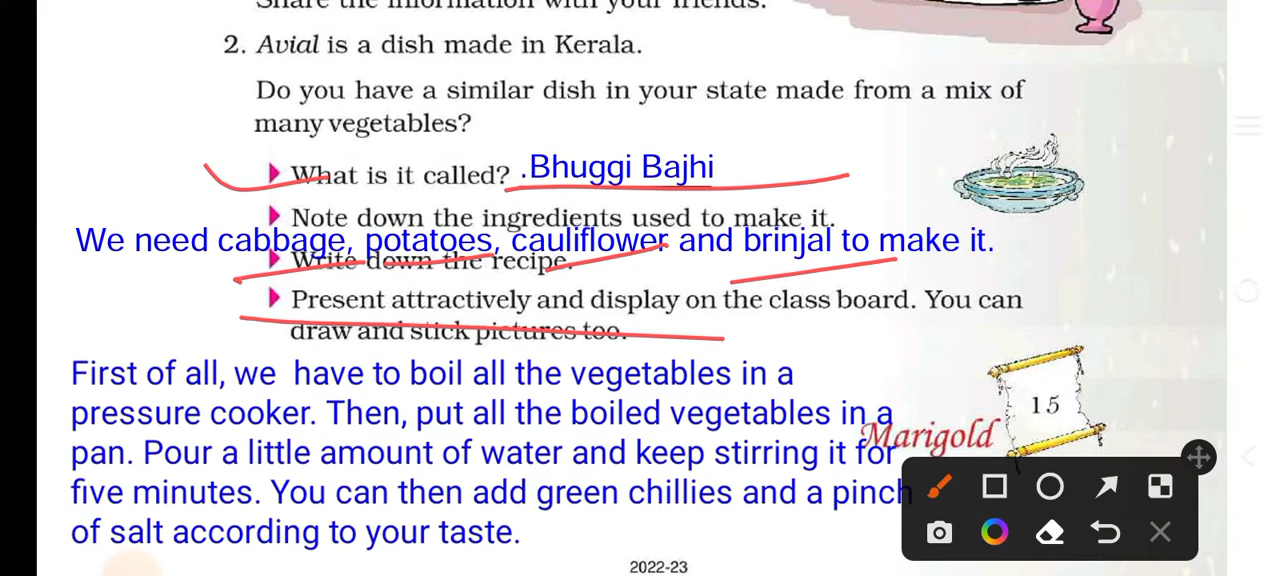 Share the information with your friends.
2. Avial is a dish made in Kerala.
Do you have a similar dish in your state made from a mix of
many vegetables?
What is it called? .Bhuggi Bajhi
Note down the ingredients used to make it.
We need cabbage, potatoes, cauliflower and brinjal to make it.
Write down the recipe.
Present attractively and display on the class board. You can
draw and stick pictures too.
First of all, we have to boil all the vegetables in a
pressure cooker. Then, put all the boiled vegetables in a
pan. Pour a little amount of water and keep stirring it for
five minutes. You can then add green chillies and a pinch
of salt according to your taste.
Marigold
15
2022-23